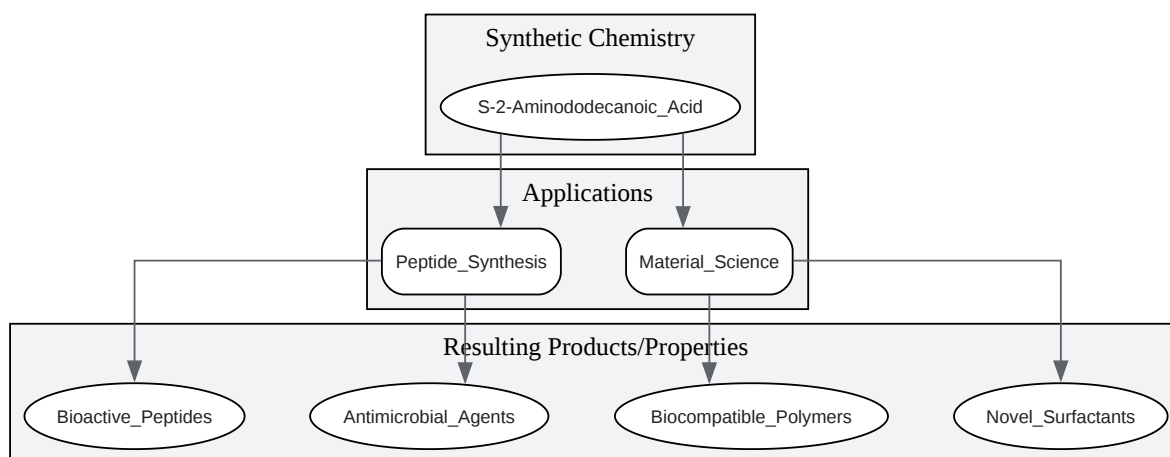 Synthetic Chemistry
S-2-Aminododecanoic_Acid
Applications
Peptide_Synthesis
Material_Science
Resulting Products/Properties
Bioactive_Peptides
Antimicrobial_Agents
Biocompatible_Polymers
Novel_Surfactants